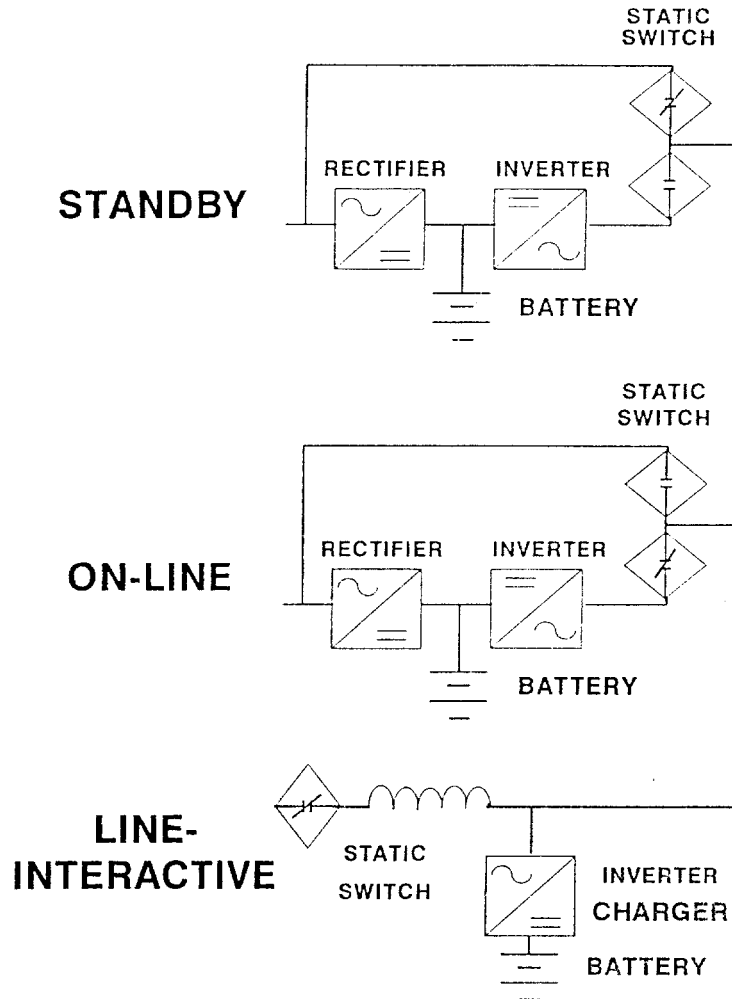 STATIC
SWITCH
RECTIFIER
INVERTER
STANDBY
BATTERY
STATIC
SWITCH
RECTIFIER
INVERTER
ON-LINE
BATTERY
LINE-
INTERACTIVE
STATIC
SWITCH
INVERTER
CHARGER
BATTERY